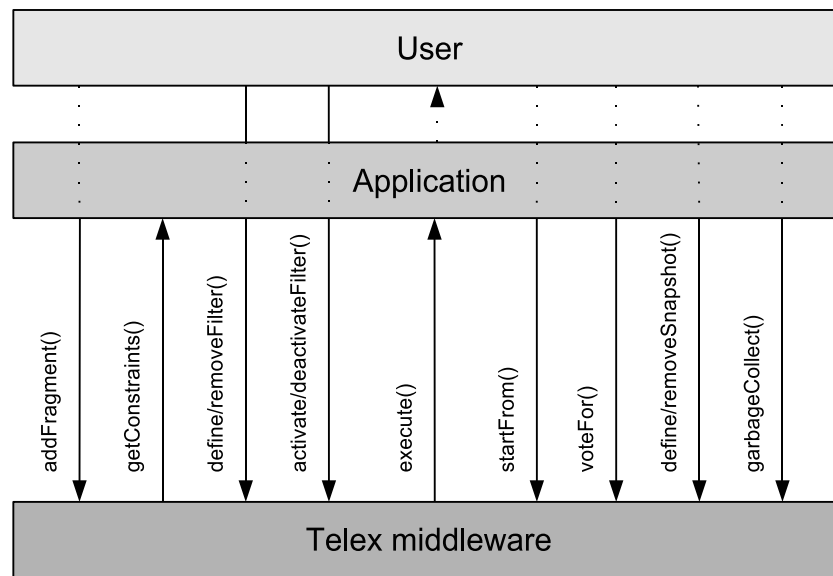 User
Application
addFragment()
getConstraints()
define/removeFilter()
activate/deactivateFilter()
execute()
startFrom()
voteFor()
define/removeSnapshot()
garbageCollect()
Telex middleware